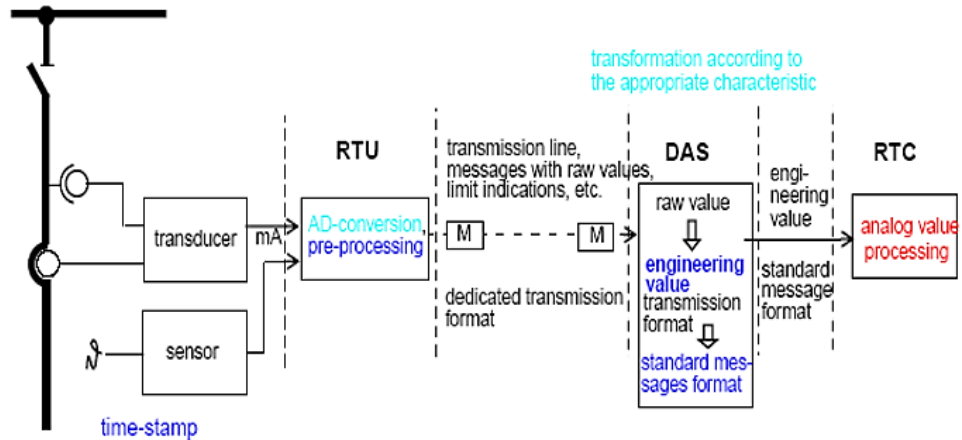 transformation according to
the appropriate characteristic
RTU
transmission line,
messages with raw values,
limit indications, etc.
DAS
engi-
neering
value
RTC
transducer
mA
AD-conversion,
pre-processing
M
M
raw value
engineering
value
transmission
format
standard mes-
sages format
analog value
processing
dedicated transmission
format
standard
message
format
ϑ
sensor
time-stamp